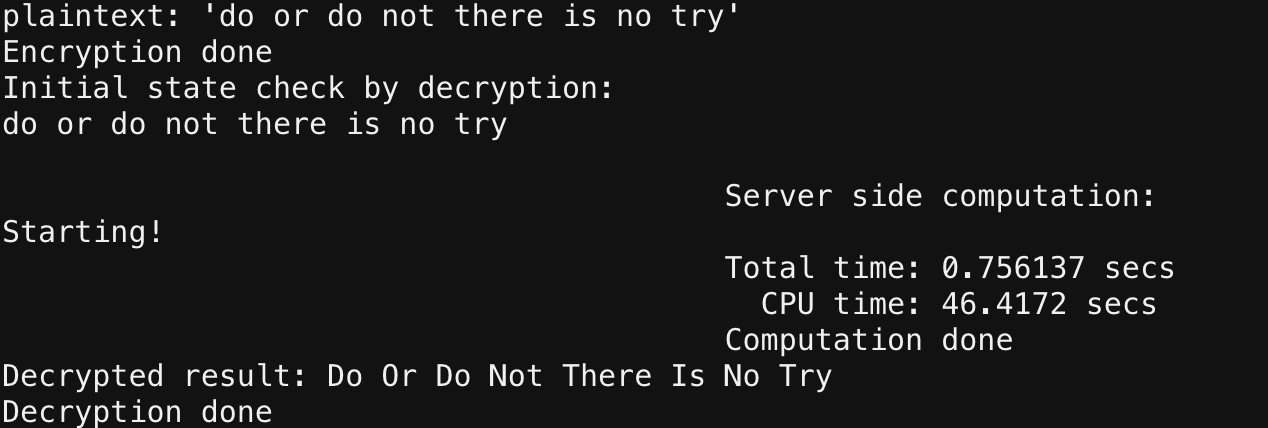 plaintext: 'do or do not there is no try'
Encryption done
Initial state check by decryption:
do or do not there is no try
Server side computation:
Starting!
Total time: 0.756137 secs
CPU time: 46.4172 secs
Computation done
Decrypted result: Do Or Do Not There Is No Try
Decryption done